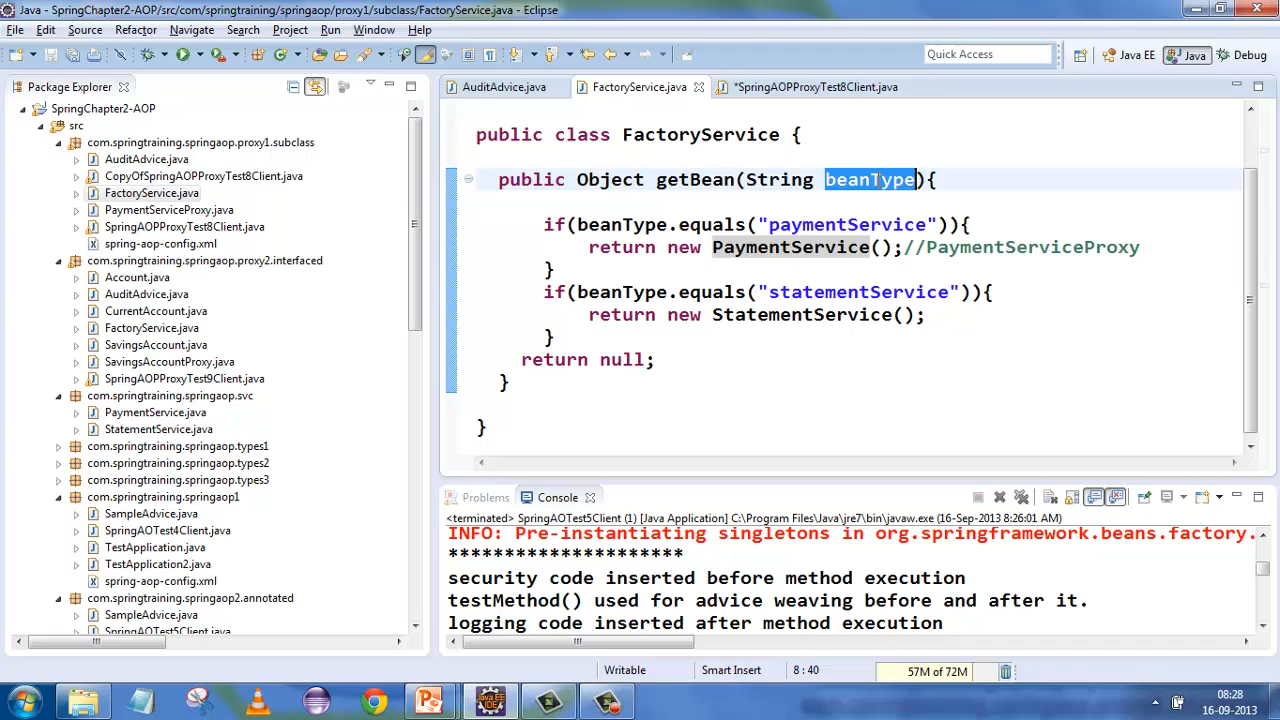 Java - SpringChapter2-AOP/src/com/springtraining/springaop/proxy1/subclass/FactoryService.java - Eclipse
File Edit Source Refactor Navigate Search Project Run Window Help
Quick Access
Java EE
Java
Debug
Package Explorer
SpringChapter2-AOP
src
com.springtraining.springaop.proxy1.subclass
AuditAdvice.java
CopyOfSpringAOPProxyTest8Client.java
FactoryService.java
PaymentServiceProxy.java
SpringAOPProxyTest8Client.java
spring-aop-config.xml
com.springtraining.springaop.proxy2.interfaced
Account.java
AuditAdvice.java
CurrentAccount.java
FactoryService.java
SavingsAccount.java
SavingsAccountProxy.java
SpringAOPProxyTest9Client.java
com.springtraining.springaop.svc
PaymentService.java
StatementService.java
com.springtraining.springaop.types1
com.springtraining.springaop.types2
com.springtraining.springaop.types3
com.springtraining.springaop1
SampleAdvice.java
SpringAOTest4Client.java
TestApplication.java
TestApplication2.java
spring-aop-config.xml
com.springtraining.springaop2.annotated
SampleAdvice.java
SpringAOTest5Client.java
AuditAdvice.java
FactoryService.java
*SpringAOPProxyTest8Client.java
public class FactoryService {
public Object getBean(String beanType){
if(beanType.equals("paymentService")){
return new PaymentService();//PaymentServiceProxy
}
if(beanType.equals("statementService")){
return new StatementService();
}
return null;
}
}
Problems
Console
<terminated> SpringAOTest5Client (1) [Java Application] C:\Program Files\Java\jre7\bin\javaw.exe (16-Sep-2013 8:26:01 AM)
INFO: Pre-instantiating singletons in org.springframework.beans.factory.
*********************
security code inserted before method execution
testMethod() used for advice weaving before and after it.
logging code inserted after method execution
Writable
Smart Insert
8 : 40
57M of 72M
08:28
16-09-2013